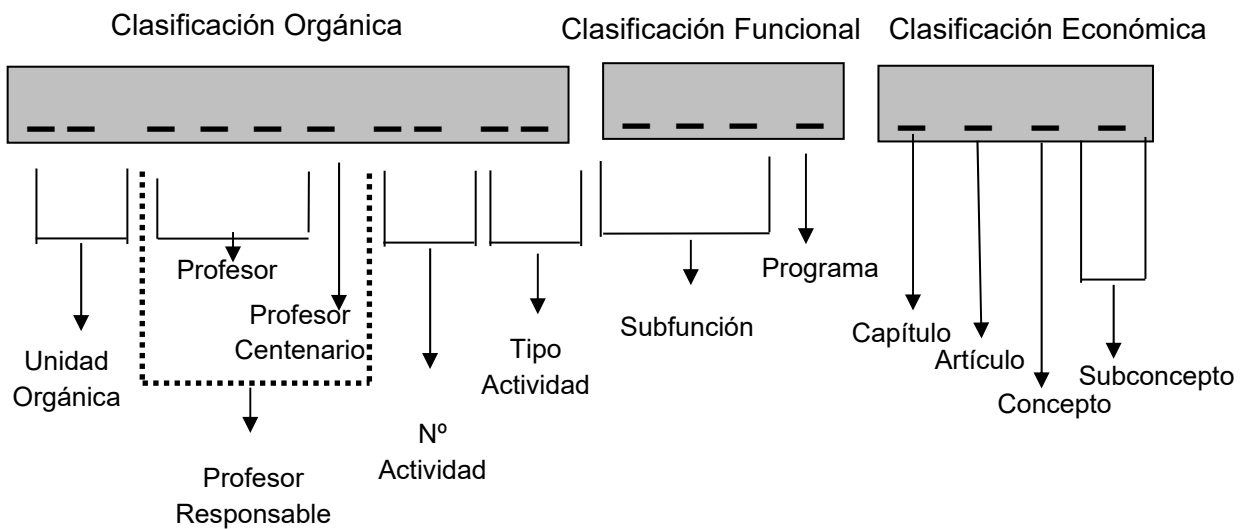 Clasificación Orgánica
Clasificación Funcional
Clasificación Económica
Profesor
Profesor
Centenario
Unidad
Orgánica
Profesor
Responsable
Nº
Actividad
Tipo
Actividad
Subfunción
Programa
Capítulo
Artículo
Concepto
Subconcepto